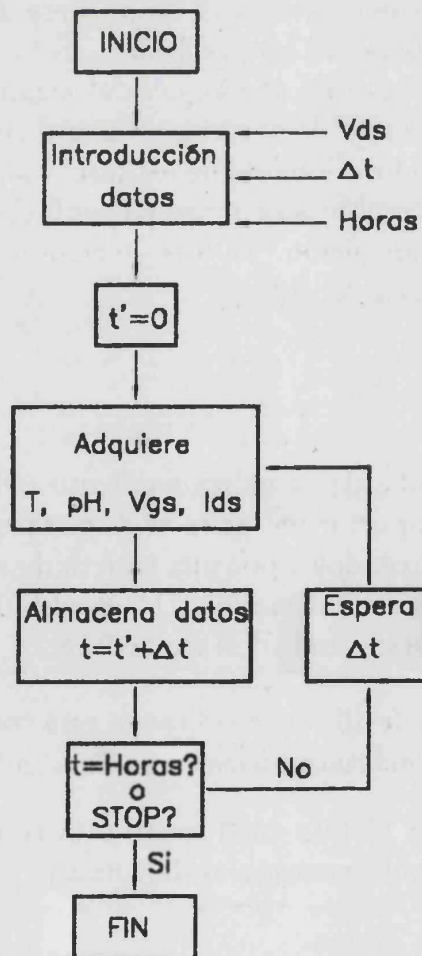 INICIO
Introducción
datos
Vds
Δt
Horas
t'=0
Adquiere
T, pH, Vgs, Ids
Almacena datos
t=t'+Δt
Espera
Δt
t=Horas?
o
STOP?
No
Si
FIN